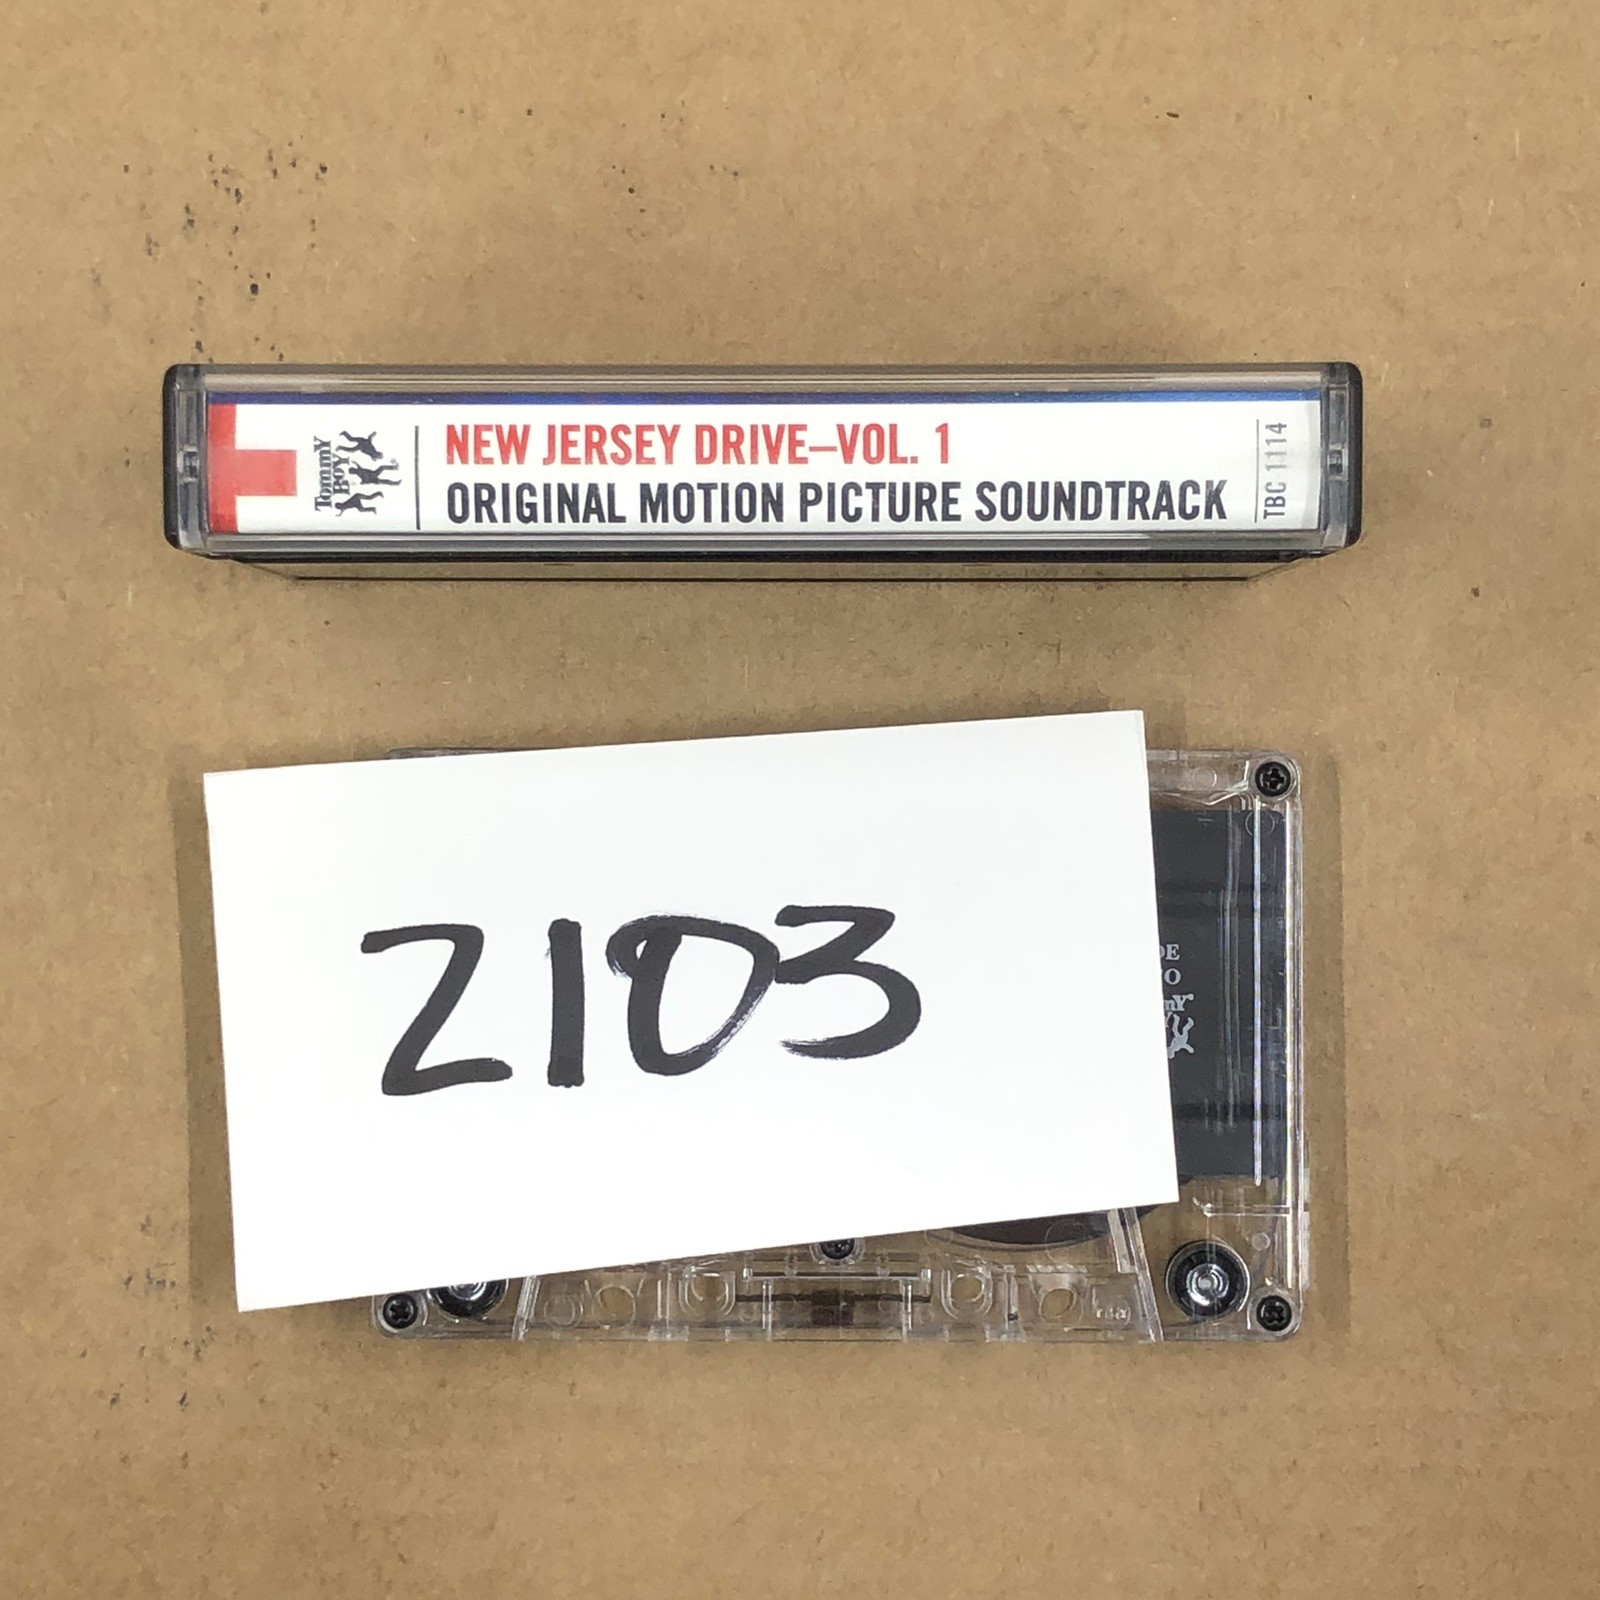 Tommy
Boy
NEW JERSEY DRIVE–VOL. 1
ORIGINAL MOTION PICTURE SOUNDTRACK
TBC 1114
2103